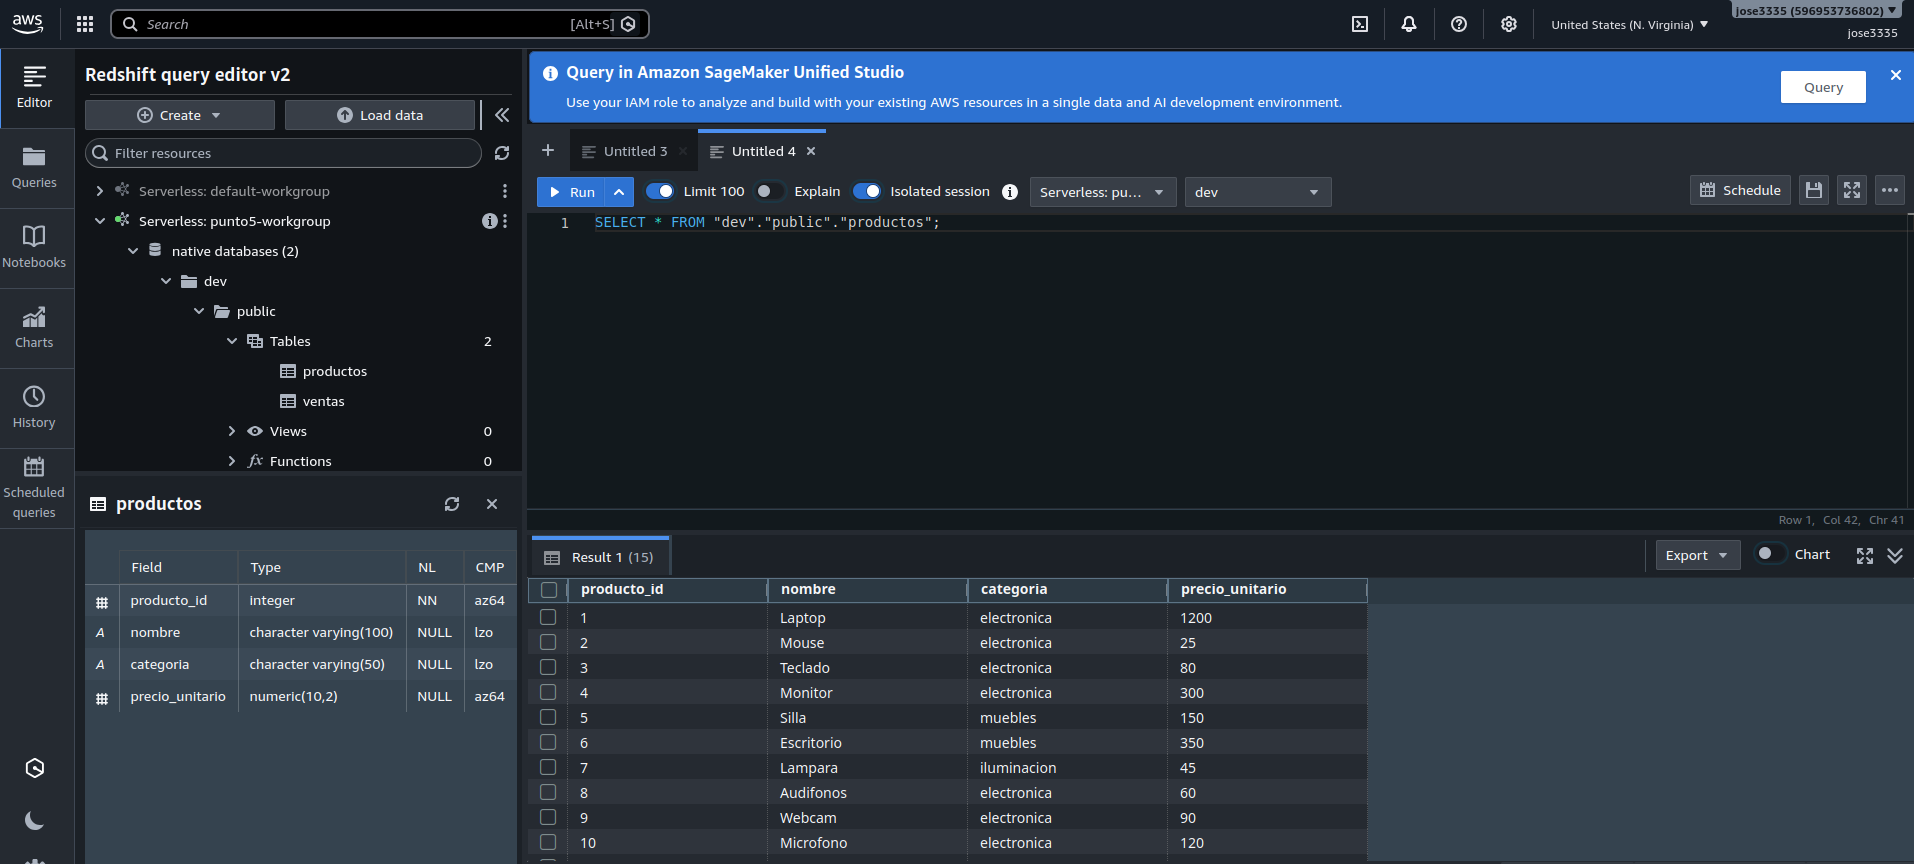 aws
Search [Alt+S]
United States (N. Virginia)
jose3335 (596953736802)
jose3335
Editor
Queries
Notebooks
Charts
History
Scheduled queries
Redshift query editor v2
Create
Load data
Filter resources
Serverless: default-workgroup
Serverless: punto5-workgroup
native databases (2)
dev
public
Tables 2
productos
ventas
Views 0
fx Functions 0
productos
Field Type NL CMP
producto_id integer NN az64
A nombre character varying(100) NULL lzo
A categoria character varying(50) NULL lzo
precio_unitario numeric(10,2) NULL az64
Query in Amazon SageMaker Unified Studio
Use your IAM role to analyze and build with your existing AWS resources in a single data and AI development environment.
Query
Untitled 3
Untitled 4
Run Limit 100 Explain Isolated session Serverless: pu... dev Schedule
1 SELECT * FROM "dev"."public"."productos";
Row 1, Col 42, Chr 41
Result 1 (15)
Export Chart
producto_id nombre categoria precio_unitario
1 Laptop electronica 1200
2 Mouse electronica 25
3 Teclado electronica 80
4 Monitor electronica 300
5 Silla muebles 150
6 Escritorio muebles 350
7 Lampara iluminacion 45
8 Audifonos electronica 60
9 Webcam electronica 90
10 Microfono electronica 120